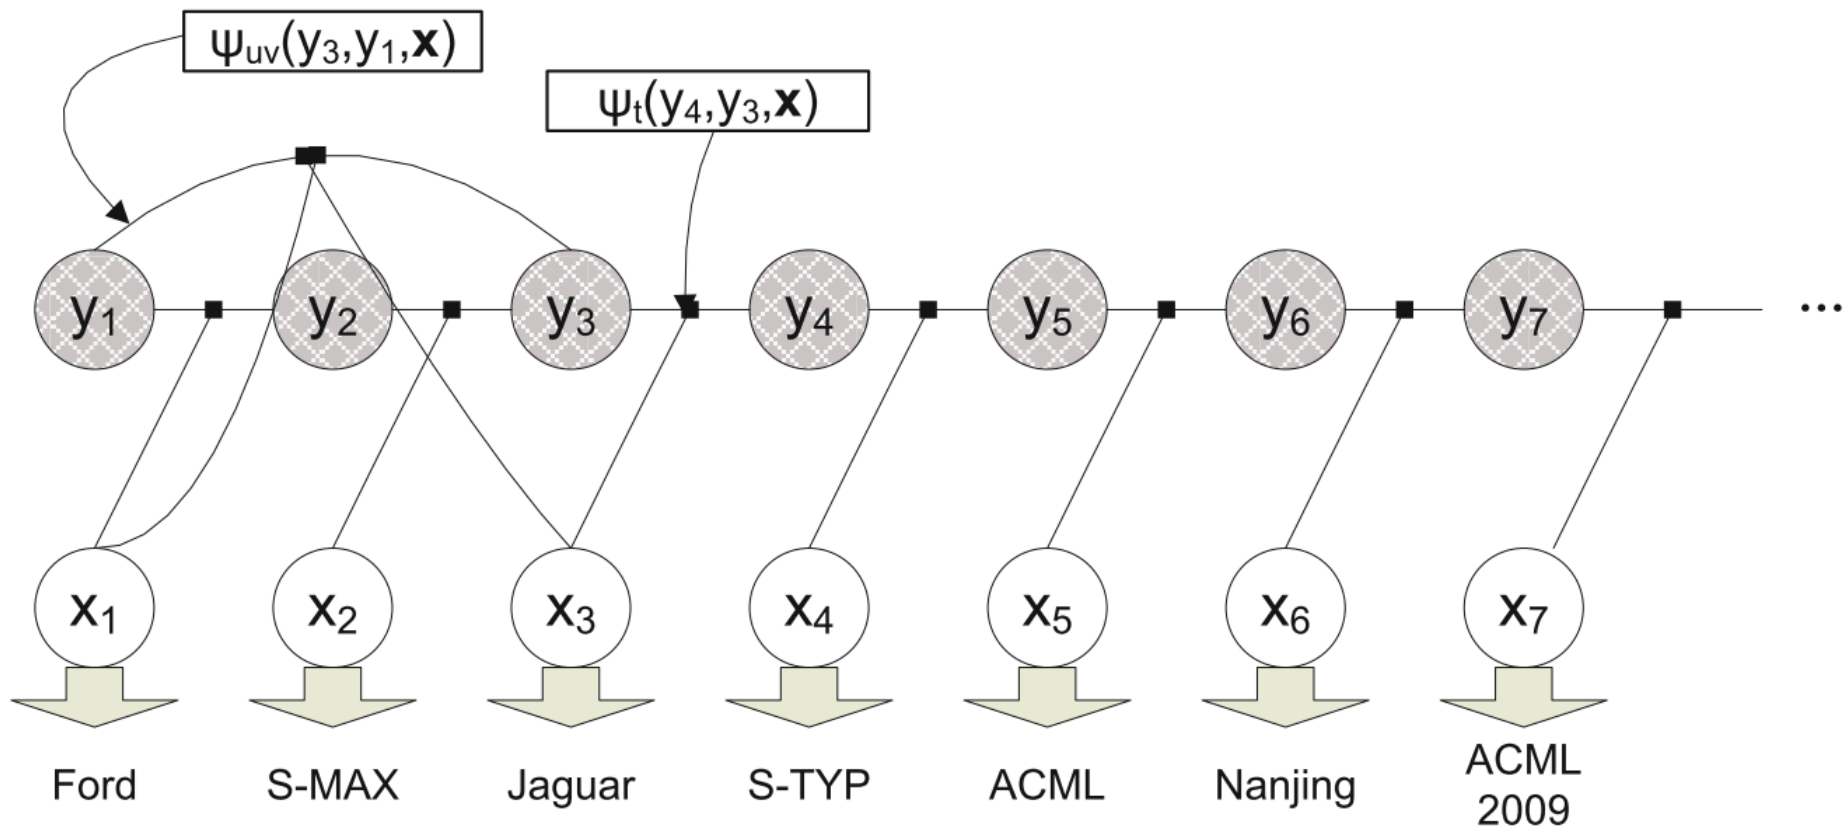 ψuv(y3,y1,x)
ψt(y4,y3,x)
y1 y2 y3 y4 y5 y6 y7 ...
x1 x2 x3 x4 x5 x6 x7
Ford S-MAX Jaguar S-TYP ACML Nanjing ACML
2009